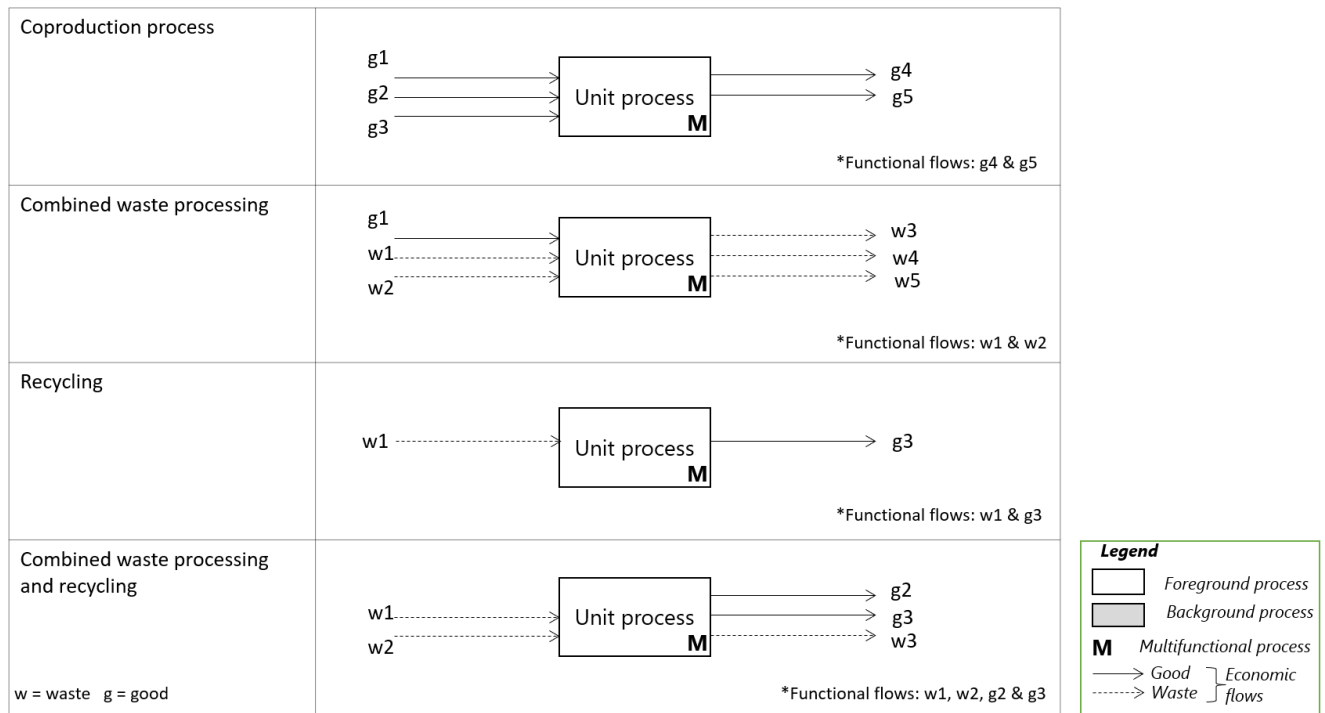 Coproduction process
g1
g2
g3
Unit process
M
g4
g5
*Functional flows: g4 & g5
Combined waste processing
g1
w1
w2
Unit process
M
w3
w4
w5
*Functional flows: w1 & w2
Recycling
w1
Unit process
M
g3
*Functional flows: w1 & g3
Combined waste processing
and recycling
w1
w2
Unit process
M
g2
g3
w3
w = waste g = good
*Functional flows: w1, w2, g2 & g3
Legend
Foreground process
Background process
M Multifunctional process
Good
Waste
Economic
flows